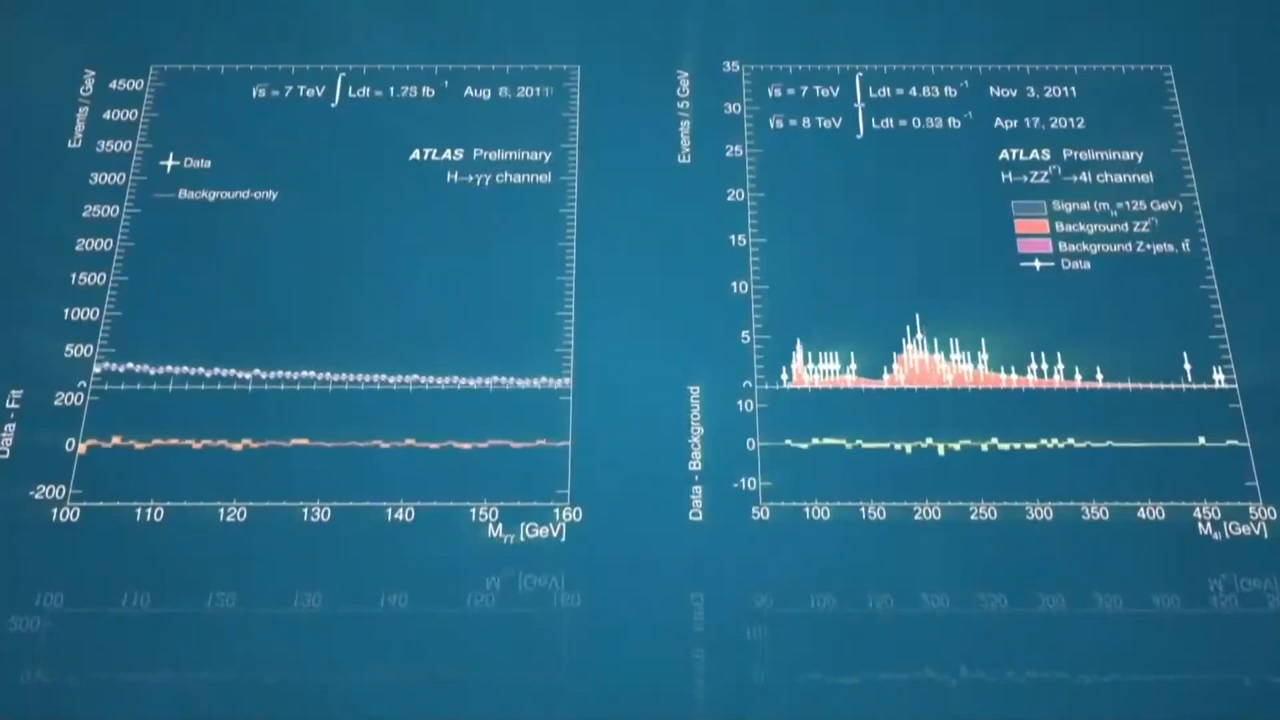 Events / GeV
4500
4000
3500
3000
2500
2000
1500
1000
500
0
√s = 7 TeV ∫ Ldt = 1.75 fb⁻¹ Aug 8, 2011
ATLAS Preliminary
H→γγ channel
Data
Background-only
Data - Fit
200
0
-200
100 110 120 130 140 150 160
Mγγ [GeV]
Events / 5 GeV
35
30
25
20
15
10
5
0
√s = 7 TeV ∫ Ldt = 4.83 fb⁻¹ Nov 3, 2011
√s = 8 TeV ∫ Ldt = 0.83 fb⁻¹ Apr 17, 2012
ATLAS Preliminary
H→ZZ(*)→4l channel
Signal (mH=125 GeV)
Background ZZ(*)
Background Z+jets, tt̄
Data
Data - Background
10
0
-10
50 100 150 200 250 300 350 400 450 500
M4l [GeV]